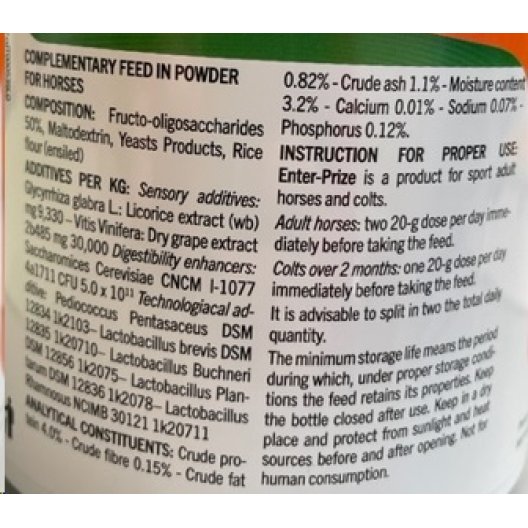 COMPLEMENTARY FEED IN POWDER
FOR HORSES
COMPOSITION: Fructo-oligosaccharides
50%, Maltodextrin, Yeasts Products, Rice
flour (ensiled)
ADDITIVES PER KG: Sensory additives:
Glycyrrhiza glabra L.: Licorice extract (wb)
mg 9,330 – Vitis Vinifera: Dry grape extract
2b485 mg 30,000 Digestibility enhancers:
Saccharomices Cerevisiae CNCM I-1077
4a1711 CFU 5.0 x 10¹¹ Technologiacal ad-
ditive: Pediococcus Pentasaceus DSM
12834 1k2103– Lactobacillus brevis DSM
12835 1k20710– Lactobacillus Buchneri
DSM 12856 1k2075– Lactobacillus Plan-
tarum DSM 12836 1k2078– Lactobacillus
Rhamnosus NCIMB 30121 1k20711
ANALYTICAL CONSTITUENTS: Crude pro-
tein 4.0% - Crude fibre 0.15% - Crude fat
0.82% - Crude ash 1.1% - Moisture content
3.2% - Calcium 0.01% - Sodium 0.07% -
Phosphorus 0.12%.
INSTRUCTION FOR PROPER USE:
Enter-Prize is a product for sport adult
horses and colts.
Adult horses: two 20-g dose per day imme-
diately before taking the feed.
Colts over 2 months: one 20-g dose per day
immediately before taking the feed.
It is advisable to split in two the total daily
quantity.
The minimum storage life means the period
during which, under proper storage condi-
tions the feed retains its properties. Keep
the bottle closed after use. Keep in a dry
place and protect from sunlight and heat
sources before and after opening. Not for
human consumption.